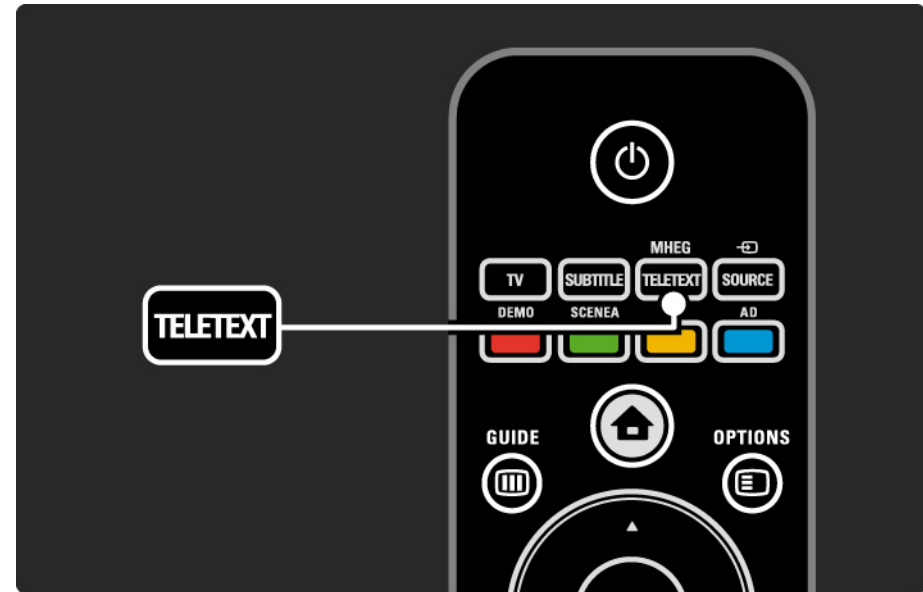 MHEG
TV SUBTITLE TELETEXT SOURCE
DEMO SCENEA AD
TELETEXT
GUIDE OPTIONS